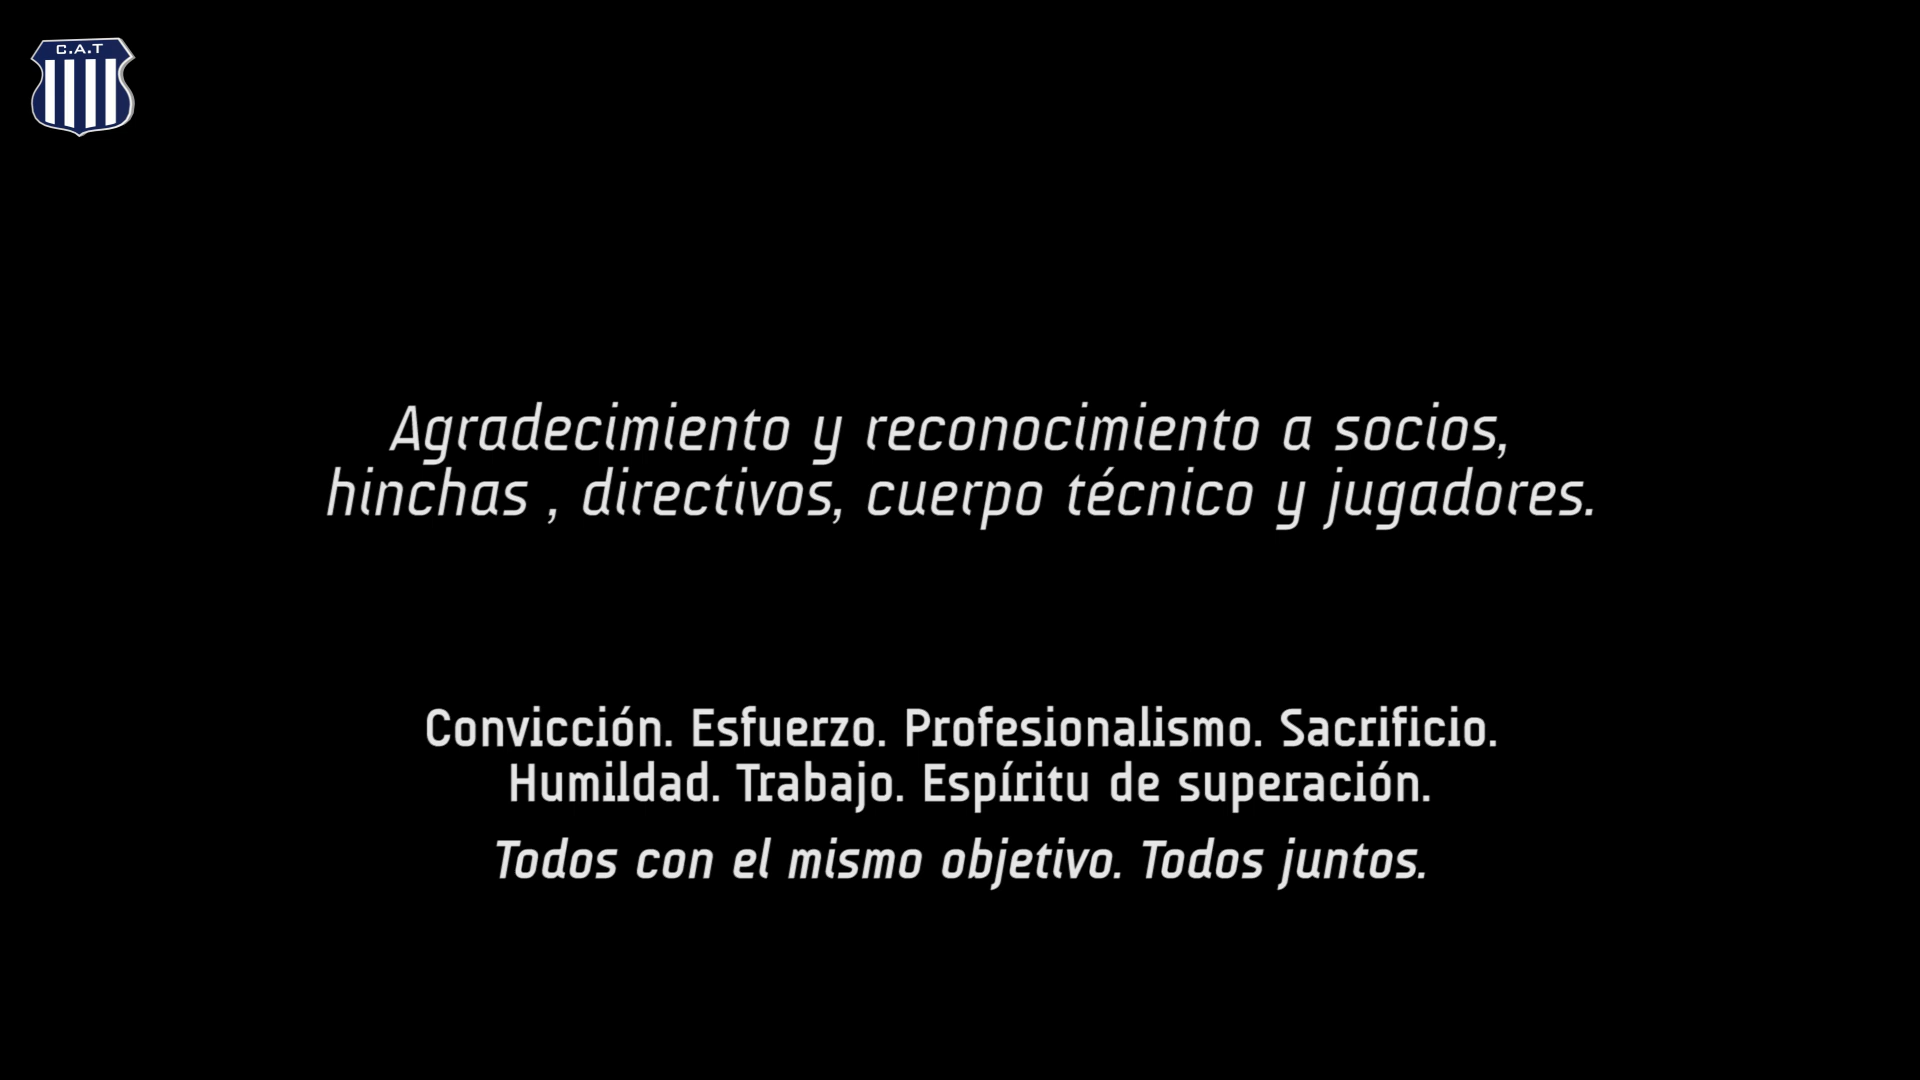 C.A.T
Agradecimiento y reconocimiento a socios,
hinchas , directivos, cuerpo técnico y jugadores.
Convicción. Esfuerzo. Profesionalismo. Sacrificio.
Humildad. Trabajo. Espíritu de superación.
Todos con el mismo objetivo. Todos juntos.